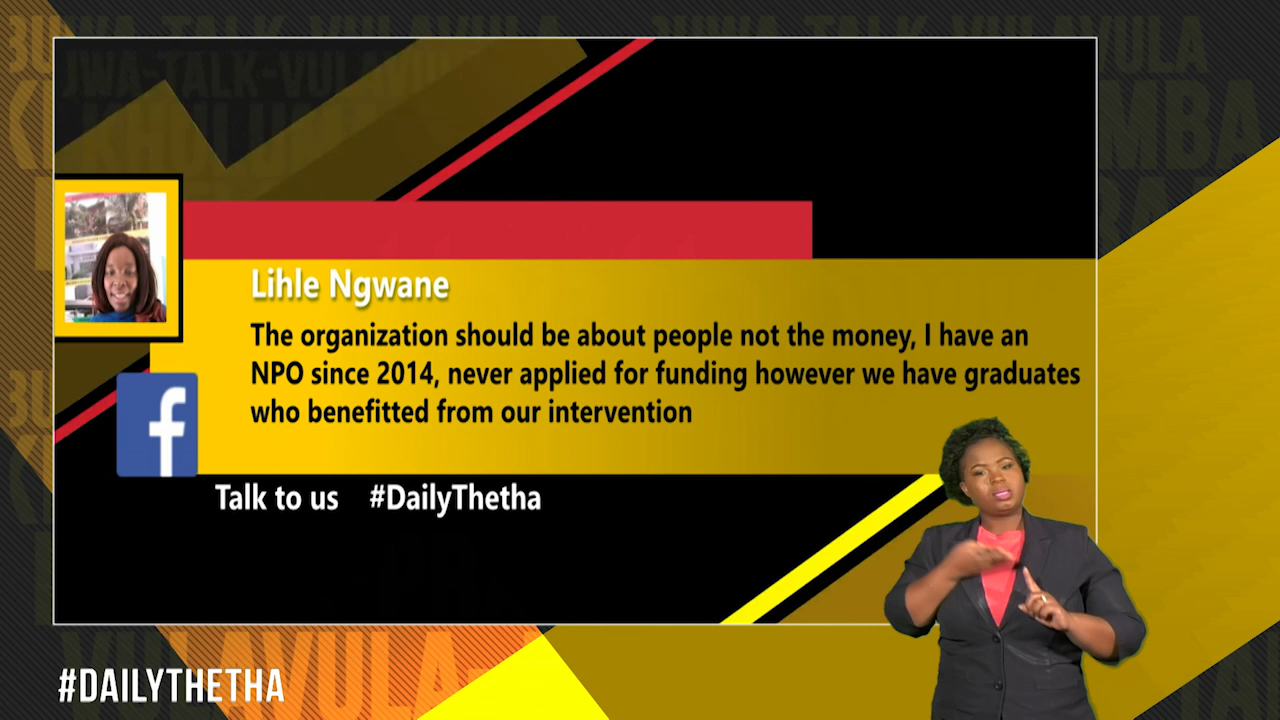 Lihle Ngwane
The organization should be about people not the money, I have an
NPO since 2014, never applied for funding however we have graduates
who benefitted from our intervention
f
Talk to us #DailyThetha
#DAILYTHETHA